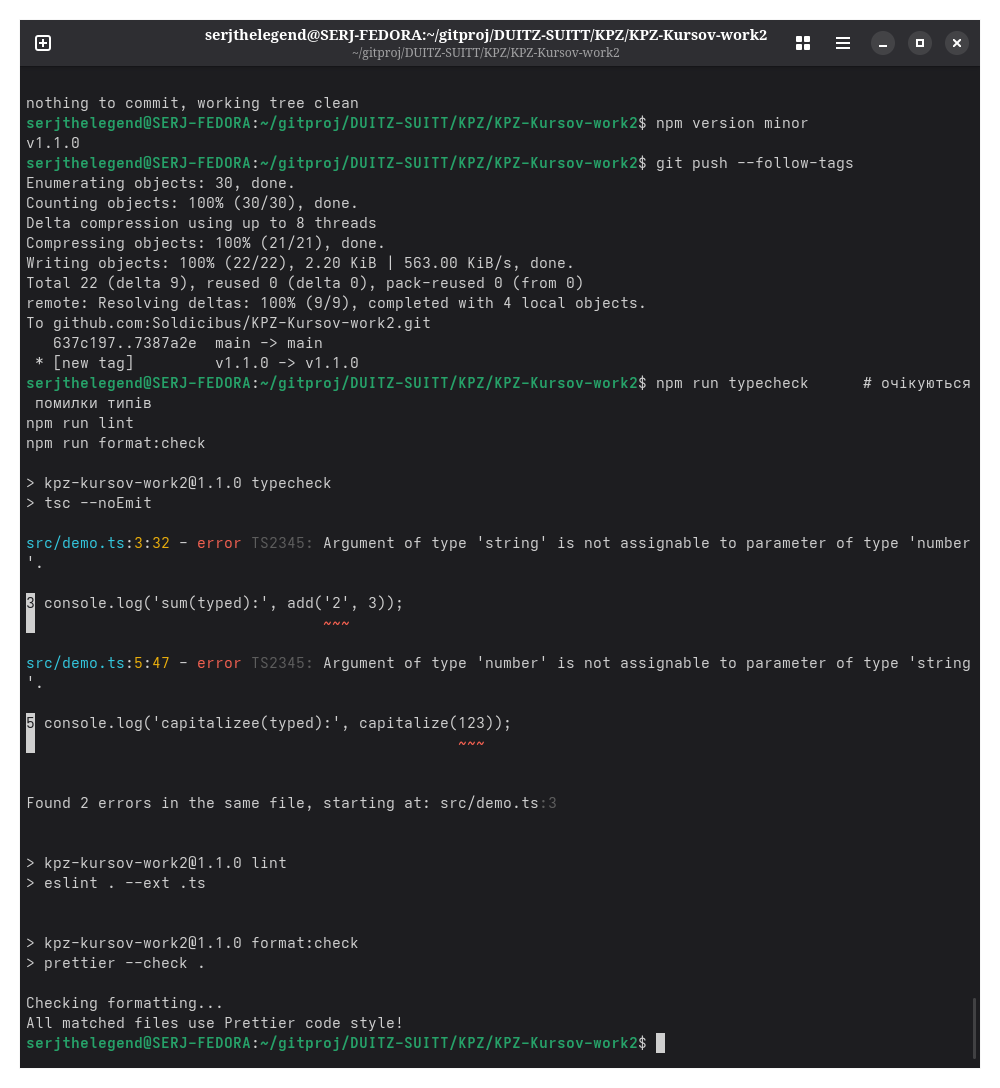 serjthelegend@SERJ-FEDORA:~/gitproj/DUITZ-SUITT/KPZ/KPZ-Kursov-work2
~/gitproj/DUITZ-SUITT/KPZ/KPZ-Kursov-work2
nothing to commit, working tree clean
serjthelegend@SERJ-FEDORA:~/gitproj/DUITZ-SUITT/KPZ/KPZ-Kursov-work2$ npm version minor
v1.1.0
serjthelegend@SERJ-FEDORA:~/gitproj/DUITZ-SUITT/KPZ/KPZ-Kursov-work2$ git push --follow-tags
Enumerating objects: 30, done.
Counting objects: 100% (30/30), done.
Delta compression using up to 8 threads
Compressing objects: 100% (21/21), done.
Writing objects: 100% (22/22), 2.20 KiB | 563.00 KiB/s, done.
Total 22 (delta 9), reused 0 (delta 0), pack-reused 0 (from 0)
remote: Resolving deltas: 100% (9/9), completed with 4 local objects.
To github.com:Soldicibus/KPZ-Kursov-work2.git
   637c197..7387a2e  main -> main
 * [new tag]         v1.1.0 -> v1.1.0
serjthelegend@SERJ-FEDORA:~/gitproj/DUITZ-SUITT/KPZ/KPZ-Kursov-work2$ npm run typecheck      # очікуються
 помилки типів
npm run lint
npm run format:check
> kpz-kursov-work2@1.1.0 typecheck
> tsc --noEmit
src/demo.ts:3:32 - error TS2345: Argument of type 'string' is not assignable to parameter of type 'number
'.
3 console.log('sum(typed):', add('2', 3));
~~~
src/demo.ts:5:47 - error TS2345: Argument of type 'number' is not assignable to parameter of type 'string
'.
5 console.log('capitalizee(typed):', capitalize(123));
~~~
Found 2 errors in the same file, starting at: src/demo.ts:3
> kpz-kursov-work2@1.1.0 lint
> eslint . --ext .ts
> kpz-kursov-work2@1.1.0 format:check
> prettier --check .
Checking formatting...
All matched files use Prettier code style!
serjthelegend@SERJ-FEDORA:~/gitproj/DUITZ-SUITT/KPZ/KPZ-Kursov-work2$